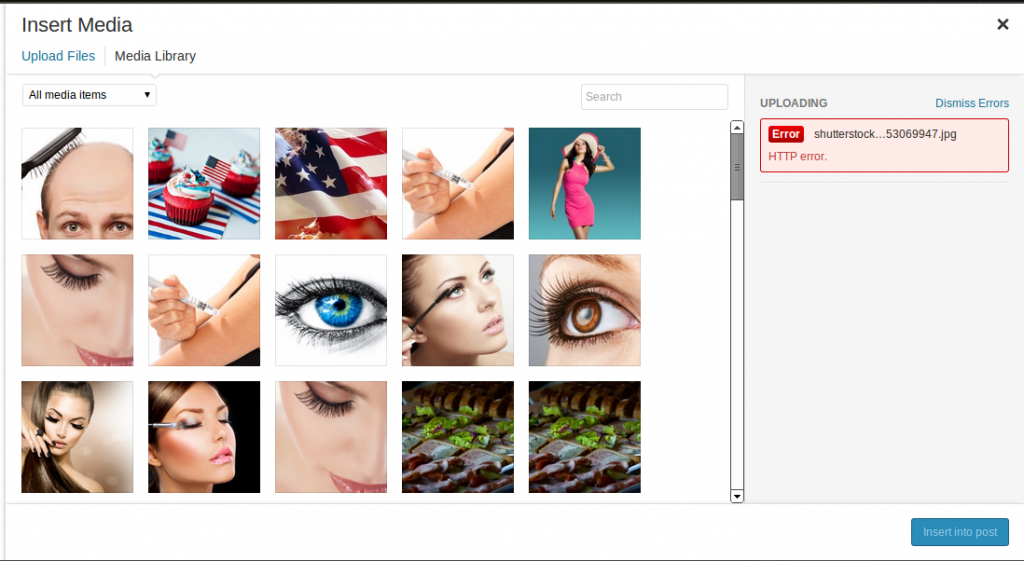 Insert Media
Upload Files
Media Library
All media items
Search
UPLOADING
Dismiss Errors
Error
shutterstock…53069947.jpg
HTTP error.
Insert into post